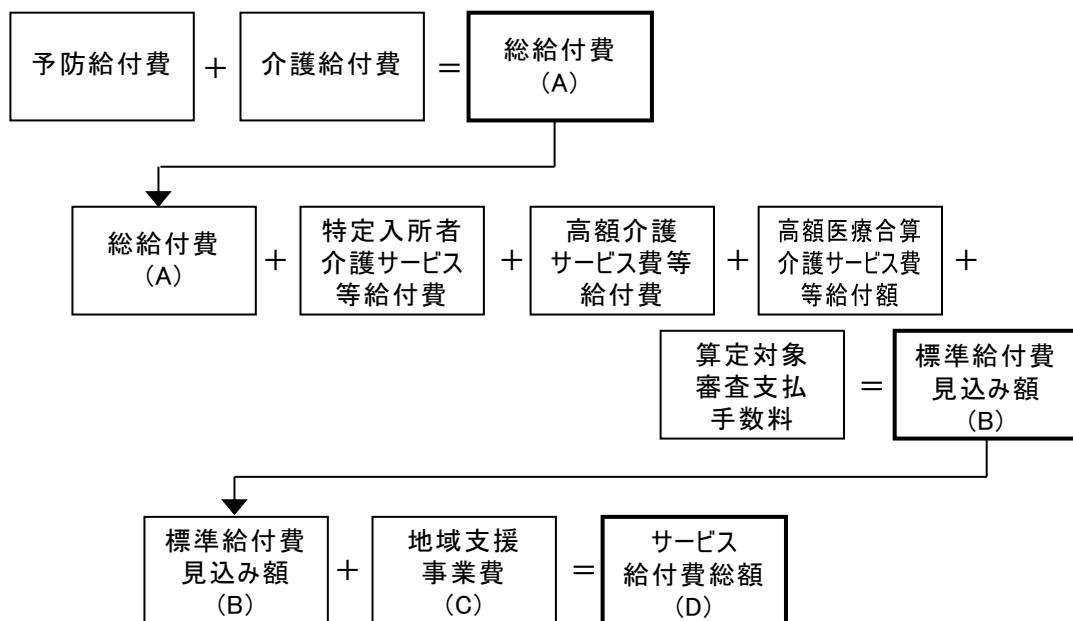 予防給付費 + 介護給付費 = 総給付費
(A)
総給付費
(A)
+
特定入所者
介護サービス
等給付費
+
高額介護
サービス費等
給付費
+
高額医療合算
介護サービス費
等給付額
+
算定対象
審査支払
手数料
=
標準給付費
見込み額
(B)
標準給付費
見込み額
(B)
+
地域支援
事業費
(C)
=
サービス
給付費総額
(D)